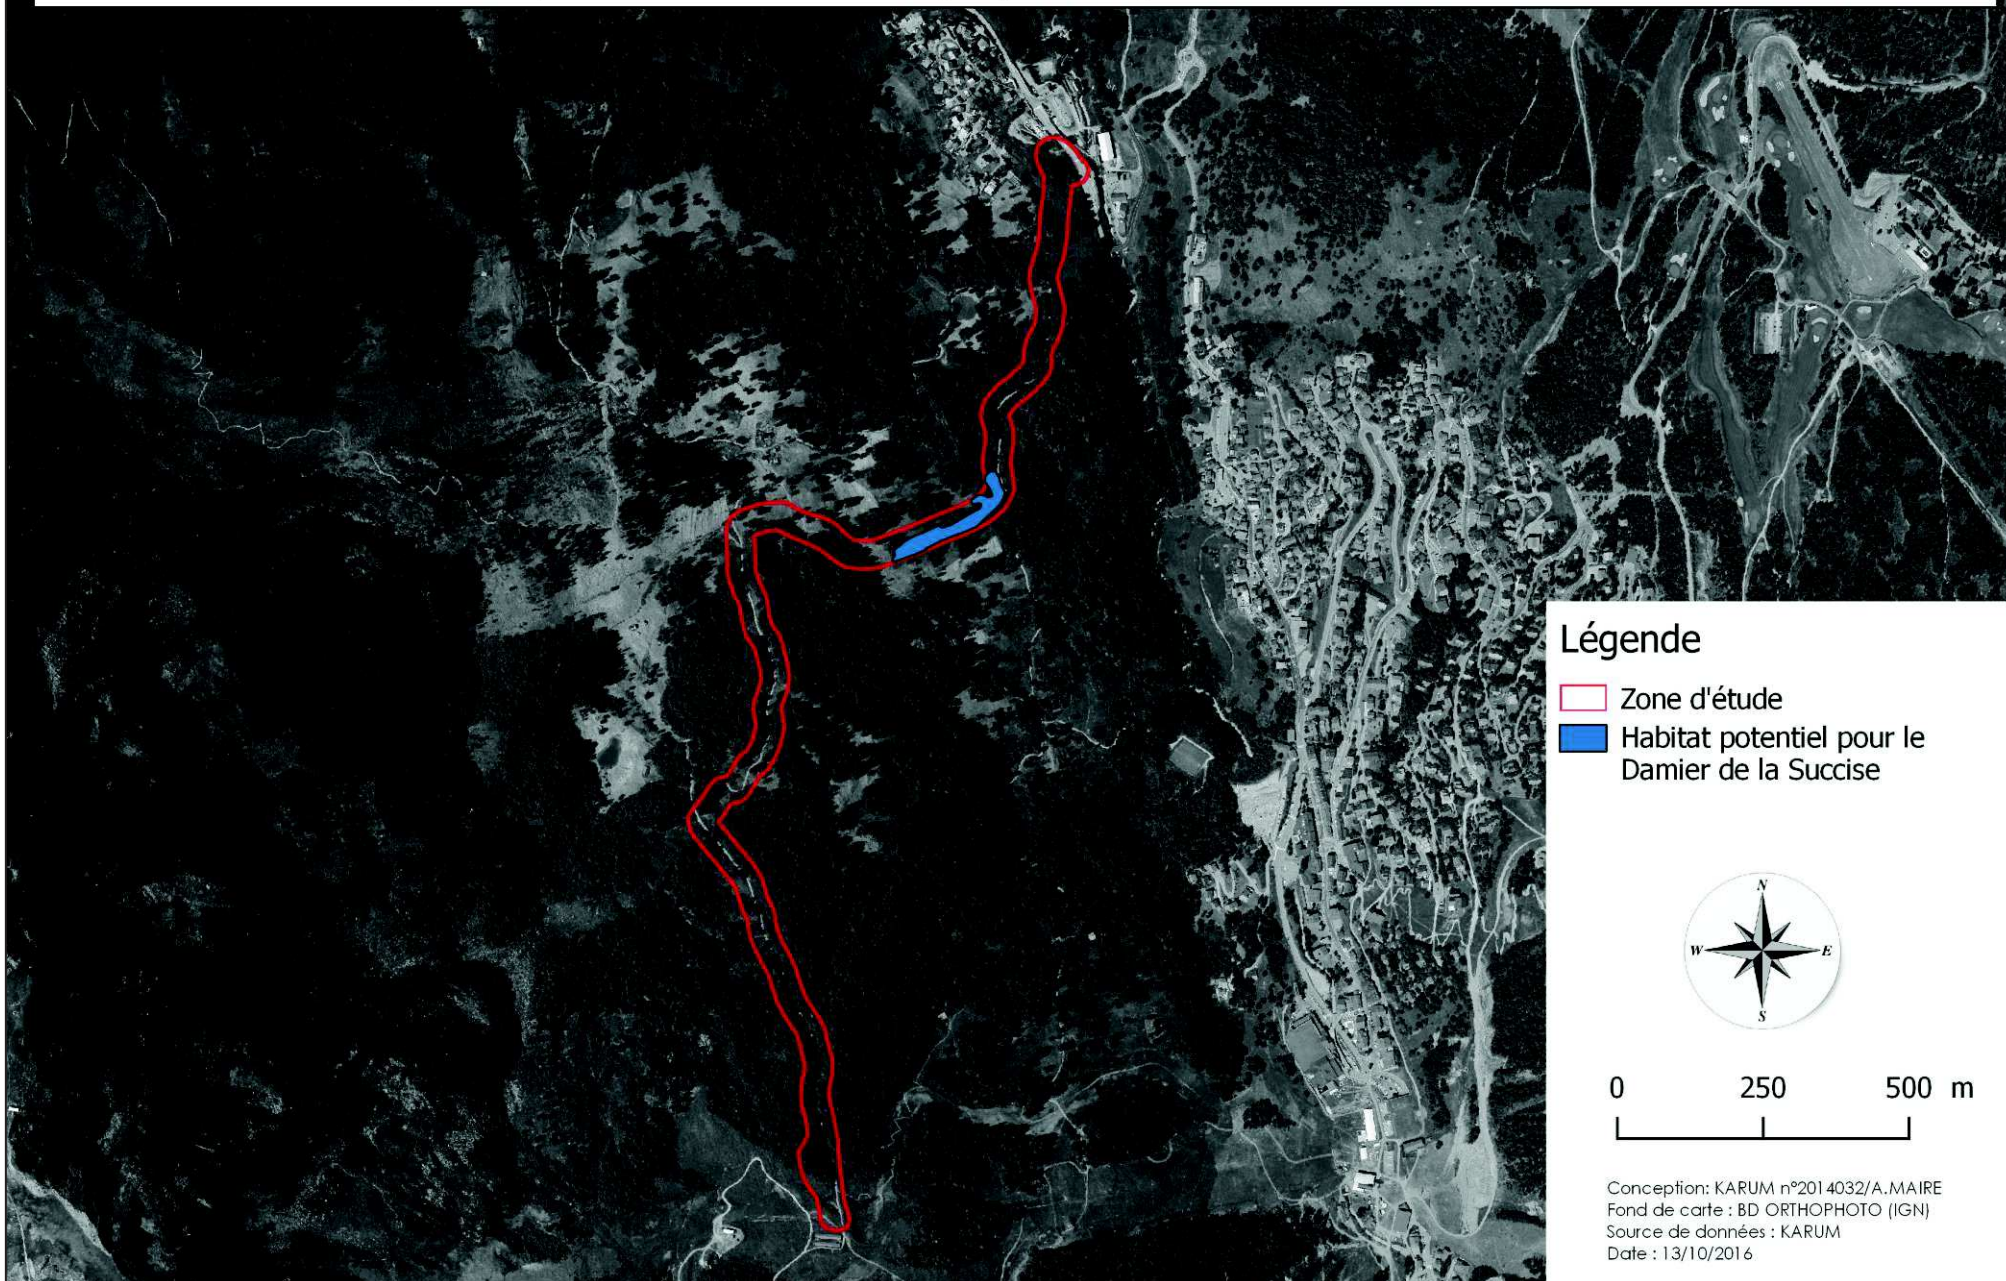 Légende
Zone d'étude
Habitat potentiel pour le
Damier de la Succise
N
W E
S
0 250 500 m
Conception: KARUM n°2014032/A.MAIRE
Fond de carte : BD ORTHOPHOTO (IGN)
Source de données : KARUM
Date : 13/10/2016